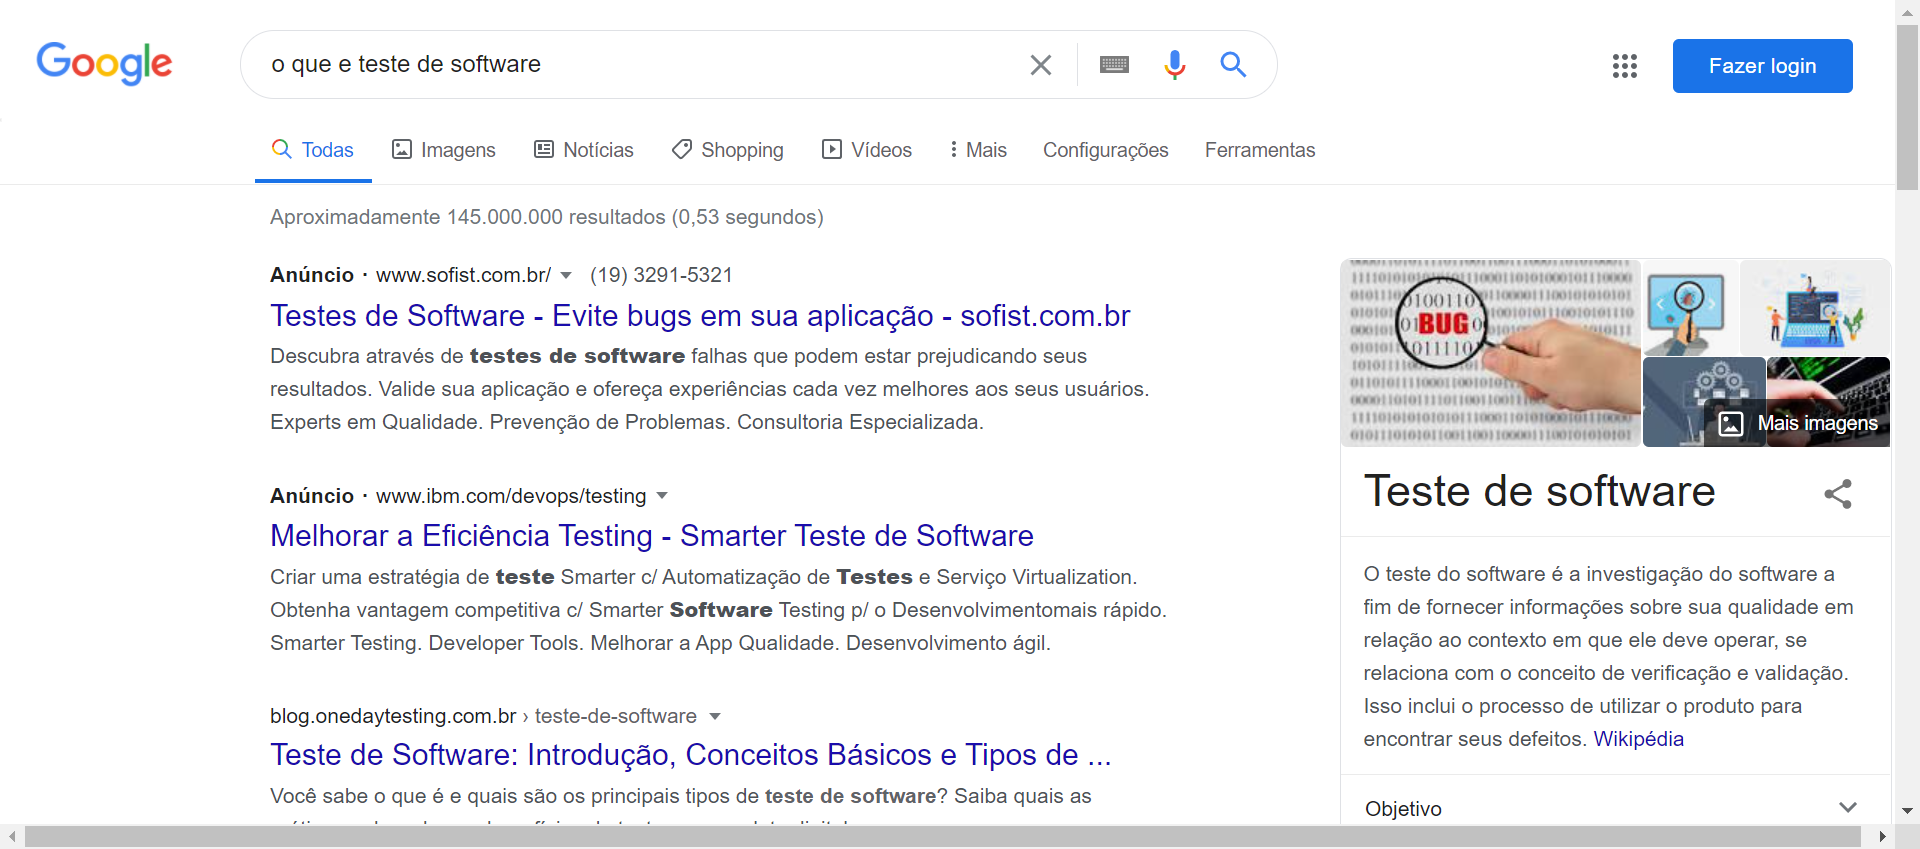 Google
o que e teste de software
Fazer login
Todas
Imagens
Notícias
Shopping
Vídeos
Mais
Configurações
Ferramentas
Aproximadamente 145.000.000 resultados (0,53 segundos)
Anúncio · www.sofist.com.br/ (19) 3291-5321
Testes de Software - Evite bugs em sua aplicação - sofist.com.br
Descubra através de testes de software falhas que podem estar prejudicando seus
resultados. Valide sua aplicação e ofereça experiências cada vez melhores aos seus usuários.
Experts em Qualidade. Prevenção de Problemas. Consultoria Especializada.
Anúncio · www.ibm.com/devops/testing
Melhorar a Eficiência Testing - Smarter Teste de Software
Criar uma estratégia de teste Smarter c/ Automatização de Testes e Serviço Virtualization.
Obtenha vantagem competitiva c/ Smarter Software Testing p/ o Desenvolvimentomais rápido.
Smarter Testing. Developer Tools. Melhorar a App Qualidade. Desenvolvimento ágil.
blog.onedaytesting.com.br › teste-de-software
Teste de Software: Introdução, Conceitos Básicos e Tipos de ...
Você sabe o que é e quais são os principais tipos de teste de software? Saiba quais as
BUG
Mais imagens
Teste de software
O teste do software é a investigação do software a
fim de fornecer informações sobre sua qualidade em
relação ao contexto em que ele deve operar, se
relaciona com o conceito de verificação e validação.
Isso inclui o processo de utilizar o produto para
encontrar seus defeitos. Wikipédia
Objetivo